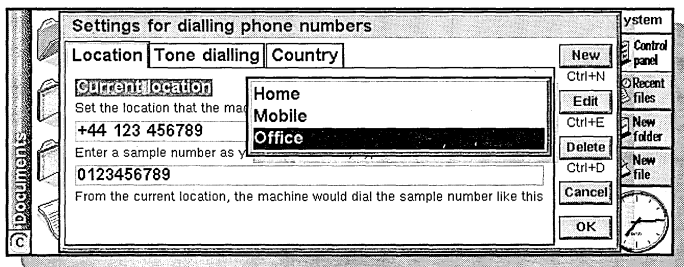 Settings for dialling phone numbers
Location
Tone dialling
Country
Current location
Set the location that the mac
Home
Mobile
Office
+44 123 456789
Enter a sample number as y
0123456789
From the current location, the machine would dial the sample number like this
New
Ctrl+N
Edit
Ctrl+E
Delete
Ctrl+D
Cancel
OK
ystem
Control
panel
Recent
files
New
folder
New
file
Documents
C